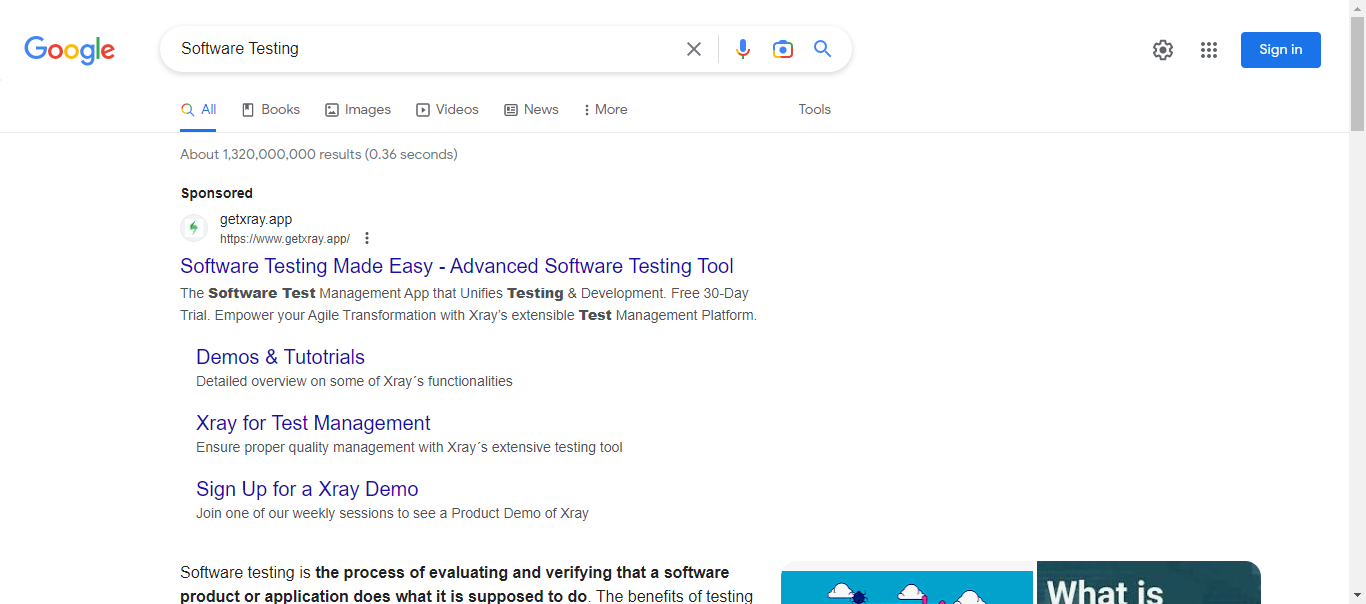 Google
Software Testing
Sign in
All
Books
Images
Videos
News
More
Tools
About 1,320,000,000 results (0.36 seconds)
Sponsored
getxray.app
https://www.getxray.app/
Software Testing Made Easy - Advanced Software Testing Tool
The Software Test Management App that Unifies Testing & Development. Free 30-Day
Trial. Empower your Agile Transformation with Xray's extensible Test Management Platform.
Demos & Tutotrials
Detailed overview on some of Xray´s functionalities
Xray for Test Management
Ensure proper quality management with Xray´s extensive testing tool
Sign Up for a Xray Demo
Join one of our weekly sessions to see a Product Demo of Xray
Software testing is the process of evaluating and verifying that a software
product or application does what it is supposed to do. The benefits of testing
What is